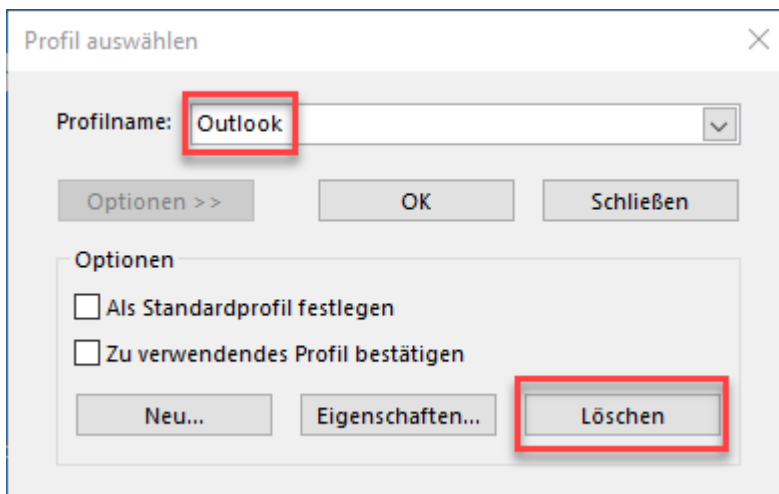 Profil auswählen
Profilname: Outlook
Optionen >> OK Schließen
Optionen
Als Standardprofil festlegen
Zu verwendendes Profil bestätigen
Neu... Eigenschaften... Löschen